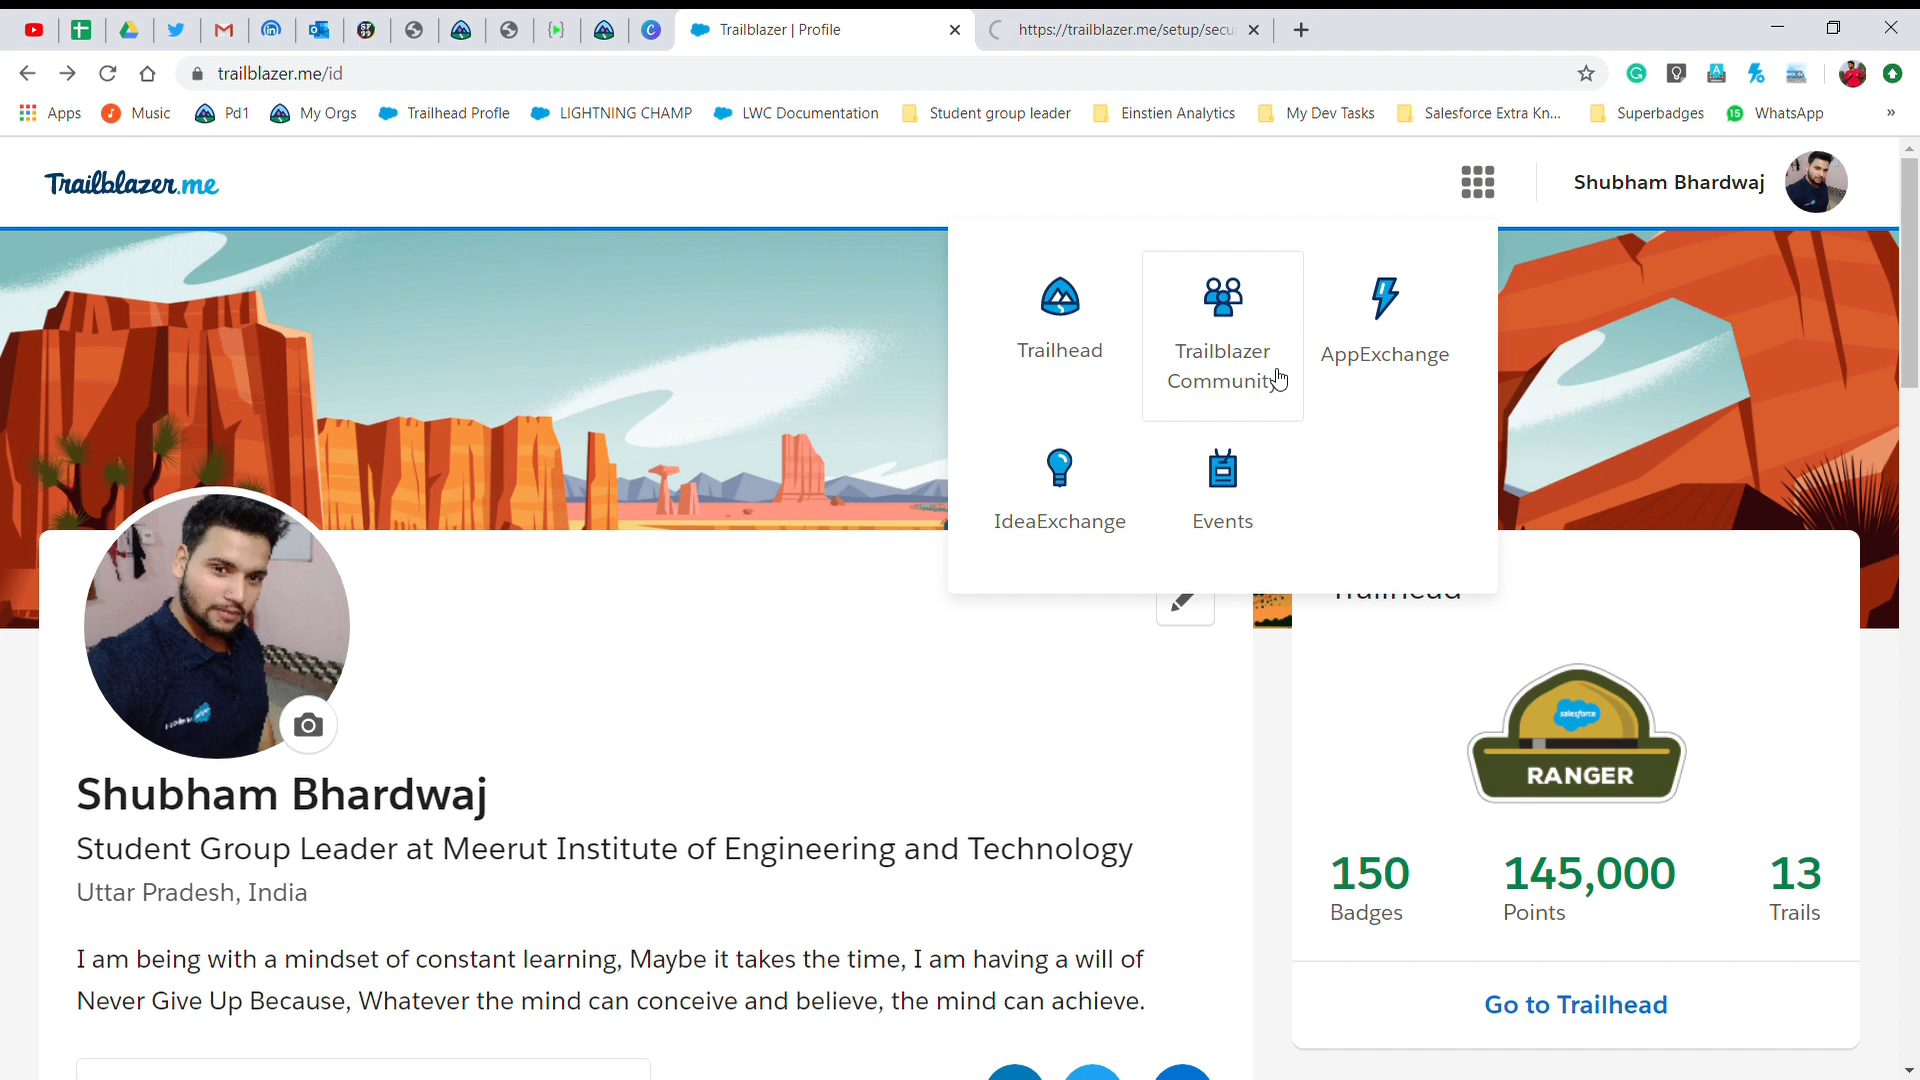 Trailblazer | Profile
https://trailblazer.me/setup/secu
trailblazer.me/id
Apps
Music
Pd1
My Orgs
Trailhead Profle
LIGHTNING CHAMP
LWC Documentation
Student group leader
Einstien Analytics
My Dev Tasks
Salesforce Extra Kn...
Superbadges
15
WhatsApp
»
Trailblazer.me
Shubham Bhardwaj
Trailhead
Trailblazer
Community
AppExchange
IdeaExchange
Events
Trailhead
salesforce
RANGER
Shubham Bhardwaj
Student Group Leader at Meerut Institute of Engineering and Technology
Uttar Pradesh, India
150
Badges
145,000
Points
13
Trails
I am being with a mindset of constant learning, Maybe it takes the time, I am having a will of
Never Give Up Because, Whatever the mind can conceive and believe, the mind can achieve.
Go to Trailhead